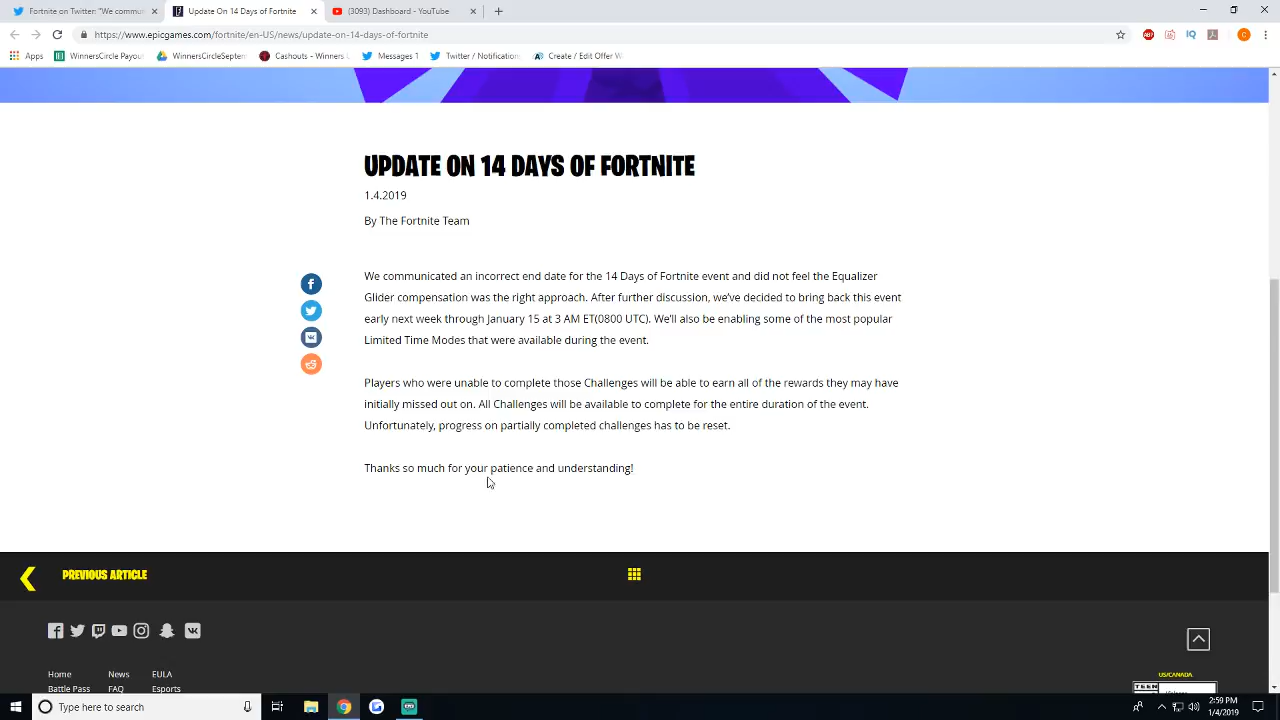 Fortnite on Twitter: "We commu
Update On 14 Days of Fortnite
(3093) Dashboard - YouTube
https://www.epicgames.com/fortnite/en-US/news/update-on-14-days-of-fortnite
Apps
WinnersCircle Payou
WinnersCircleSeptem
Cashouts - Winners
Messages 1
Twitter / Notifications
Create / Edit Offer W
UPDATE ON 14 DAYS OF FORTNITE
1.4.2019
By The Fortnite Team
We communicated an incorrect end date for the 14 Days of Fortnite event and did not feel the Equalizer
Glider compensation was the right approach. After further discussion, we've decided to bring back this event
early next week through January 15 at 3 AM ET(0800 UTC). We'll also be enabling some of the most popular
Limited Time Modes that were available during the event.
Players who were unable to complete those Challenges will be able to earn all of the rewards they may have
initially missed out on. All Challenges will be available to complete for the entire duration of the event.
Unfortunately, progress on partially completed challenges has to be reset.
Thanks so much for your patience and understanding!
PREVIOUS ARTICLE
Home
News
EULA
Battle Pass
FAQ
Esports
US/CANADA
TEEN
Type here to search
2:59 PM
1/4/2019